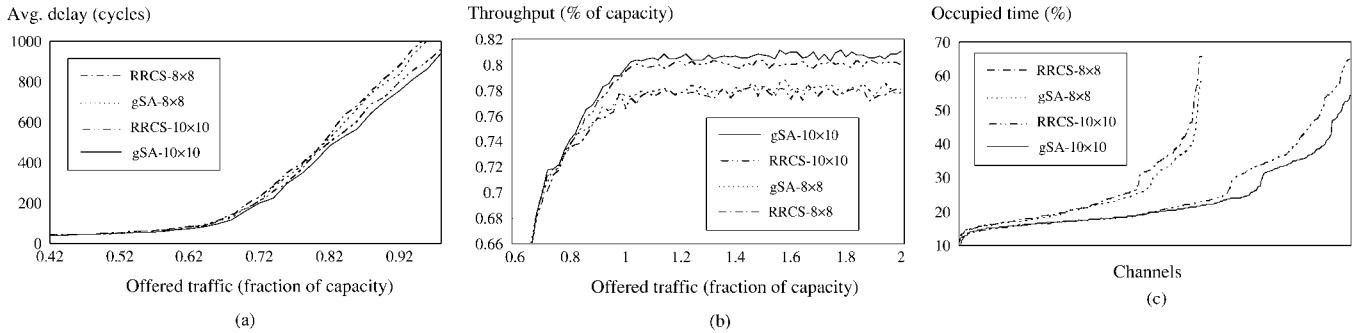 Avg. delay (cycles)
1000
800
600
400
200
0
RRCS-8×8
gSA-8×8
RRCS-10×10
gSA-10×10
0.42 0.52 0.62 0.72 0.82 0.92
Offered traffic (fraction of capacity)
(a)
Throughput (% of capacity)
0.82
0.8
0.78
0.76
0.74
0.72
0.7
0.68
0.66
gSA-10×10
RRCS-10×10
gSA-8×8
RRCS-8×8
0.6 0.8 1 1.2 1.4 1.6 1.8 2
Offered traffic (fraction of capacity)
(b)
Occupied time (%)
70
60
50
40
30
20
10
RRCS-8×8
gSA-8×8
RRCS-10×10
gSA-10×10
Channels
(c)